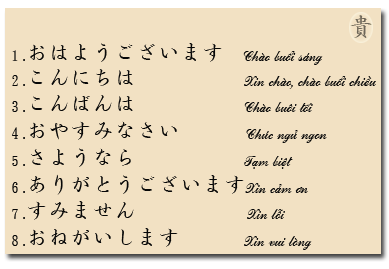 貴
1.おはようございます Chào buổi sáng
2.こんにちは Xin chào, chào buổi chiều
3.こんばんは Chào buôi tối
4.おやすみなさい Chúc ngủ ngon
5.さようなら Tạm biệt
6.ありがとうございます Xin cảm ơn
7.すみません Xin lỗi
8.おねがいします Xin vui lòng